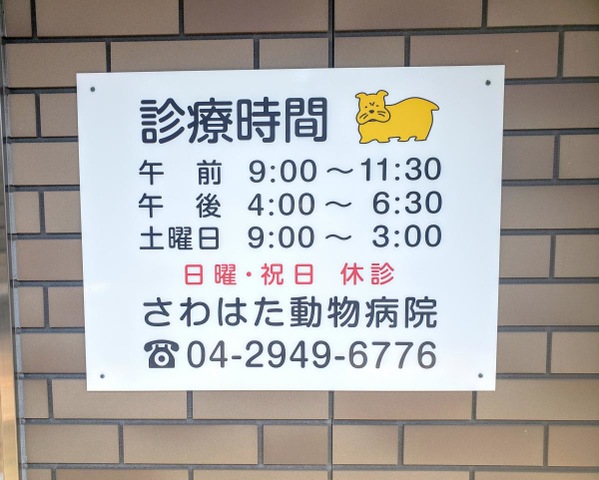 診療時間
午 前 9:00 〜 11:30
午 後 4:00 〜 6:30
土曜日 9:00 〜 3:00
日曜・祝日 休診
さわはた動物病院
☎04-2949-6776